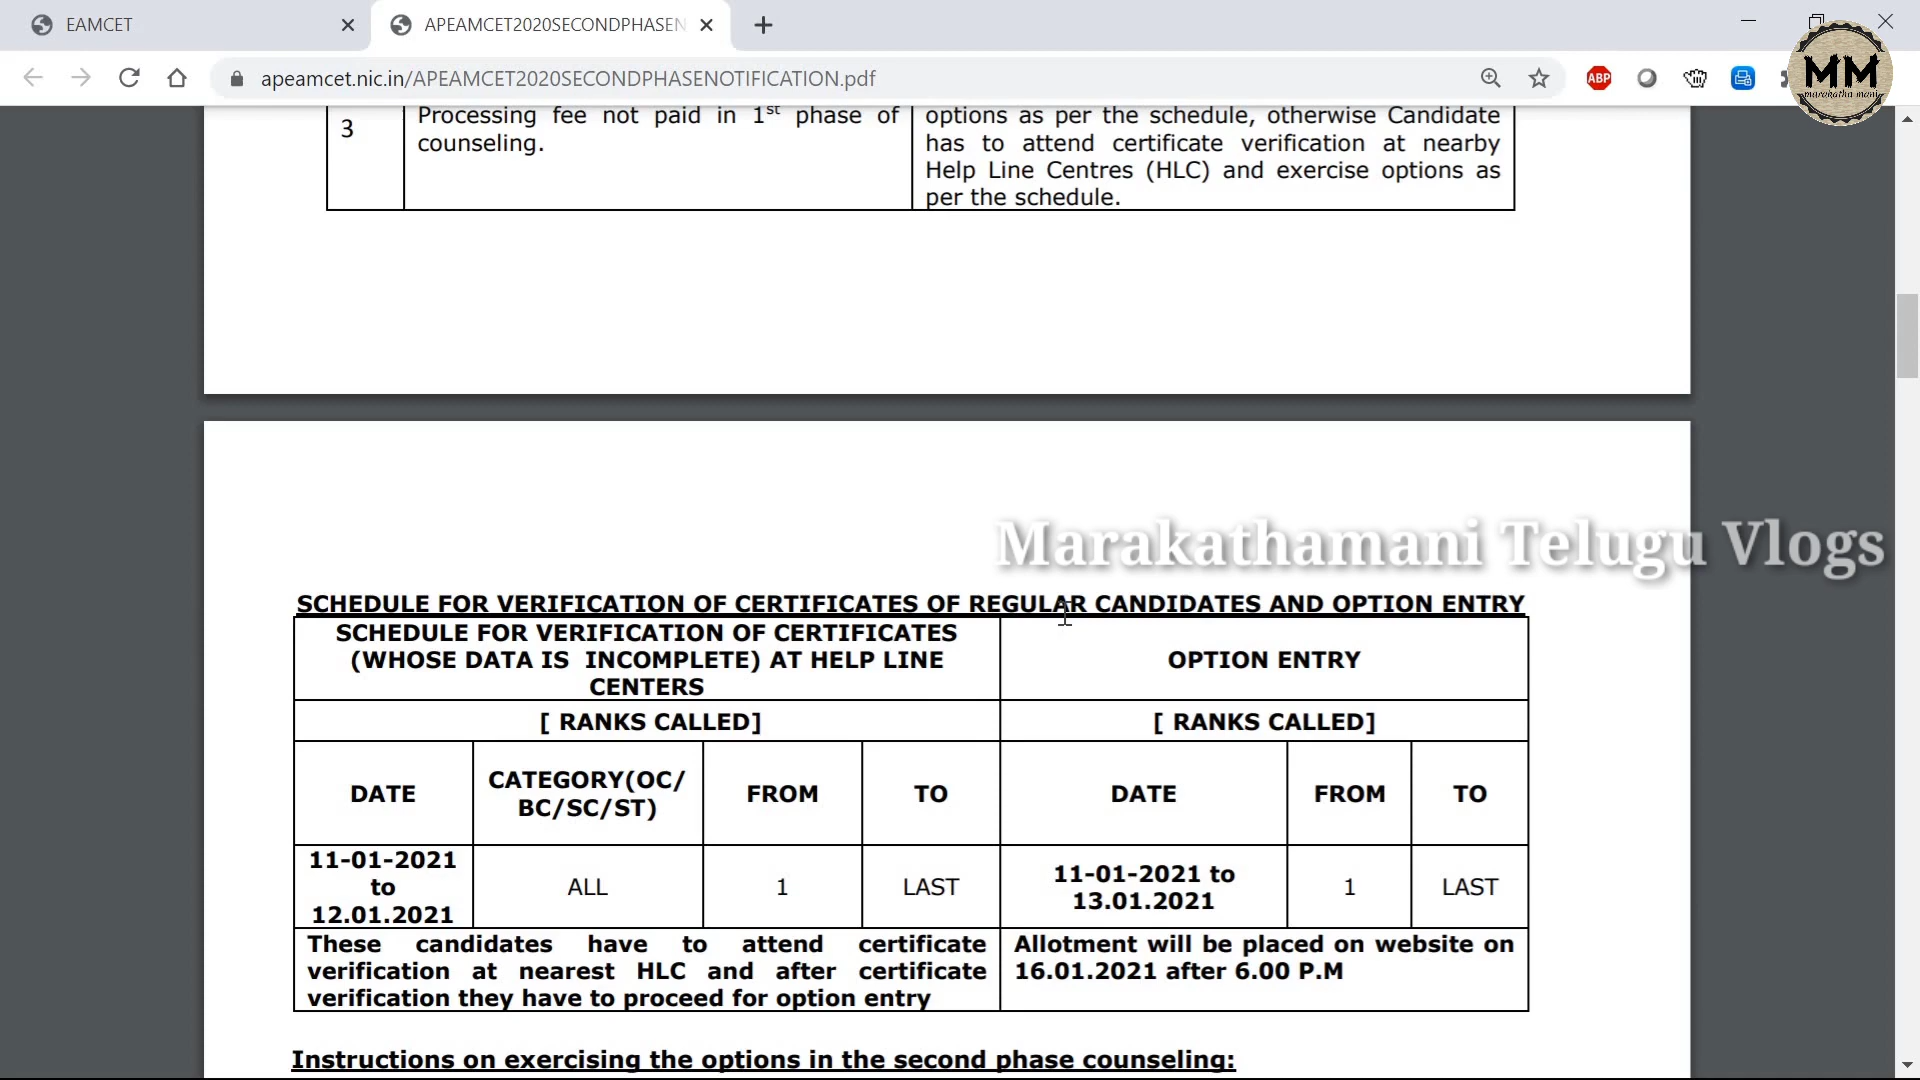 EAMCET
APEAMCET2020SECONDPHASEN
apeamcet.nic.in/APEAMCET2020SECONDPHASENOTIFICATION.pdf
ABP
MM
marakatha mani
3
Processing fee not paid in 1st phase of
counseling.
options as per the schedule, otherwise Candidate
has to attend certificate verification at nearby
Help Line Centres (HLC) and exercise options as
per the schedule.
Marakathamani Telugu Vlogs
SCHEDULE FOR VERIFICATION OF CERTIFICATES OF REGULAR CANDIDATES AND OPTION ENTRY
SCHEDULE FOR VERIFICATION OF CERTIFICATES
(WHOSE DATA IS INCOMPLETE) AT HELP LINE
CENTERS
OPTION ENTRY
[ RANKS CALLED]
[ RANKS CALLED]
DATE
CATEGORY(OC/
BC/SC/ST)
FROM
TO
DATE
FROM
TO
11-01-2021
to
12.01.2021
ALL
1
LAST
11-01-2021 to
13.01.2021
1
LAST
These candidates have to attend certificate
verification at nearest HLC and after certificate
verification they have to proceed for option entry
Allotment will be placed on website on
16.01.2021 after 6.00 P.M
Instructions on exercising the options in the second phase counseling: